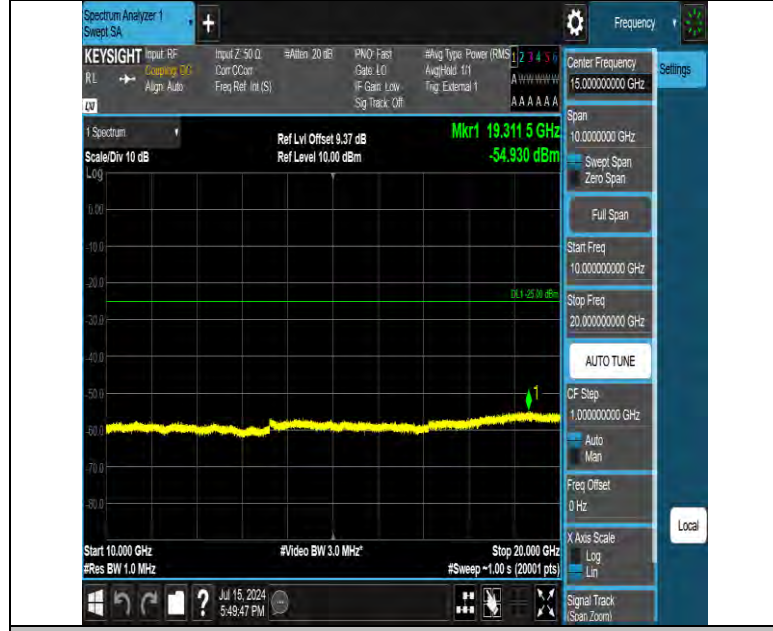 Spectrum Analyzer 1
Swept SA
+
Frequency
KEYSIGHT
RL
Input: RF
Coupling: DC
Align: Auto
Input Z: 50 Ω
Corr CCorr
Freq Ref: Int (S)
#Atten: 20 dB
PNO: Fast
Gate: LO
IF Gain: Low
Sig Track: Off
#Avg Type: Power (RMS
Avg|Hold: 1/1
Trig: External 1
1 2 3 4 5 6
A W W W W W
A A A A A A
LXI
1 Spectrum
Scale/Div 10 dB
Log
Ref Lvl Offset 9.37 dB
Ref Level 10.00 dBm
Mkr1 19.311 5 GHz
-54.930 dBm
0.00
-10.0
-20.0
-30.0
-40.0
-50.0
-60.0
-70.0
-80.0
DL1 -25.00 dBm
1
Start 10.000 GHz
#Res BW 1.0 MHz
#Video BW 3.0 MHz*
Stop 20.000 GHz
#Sweep ~1.00 s (20001 pts)
?
Jul 15, 2024
5:49:47 PM
Center Frequency
15.000000000 GHz
Settings
Span
10.0000000 GHz
Swept Span
Zero Span
Full Span
Start Freq
10.000000000 GHz
Stop Freq
20.000000000 GHz
AUTO TUNE
CF Step
1.000000000 GHz
Auto
Man
Freq Offset
0 Hz
X Axis Scale
Log
Lin
Signal Track
(Span Zoom)
Local